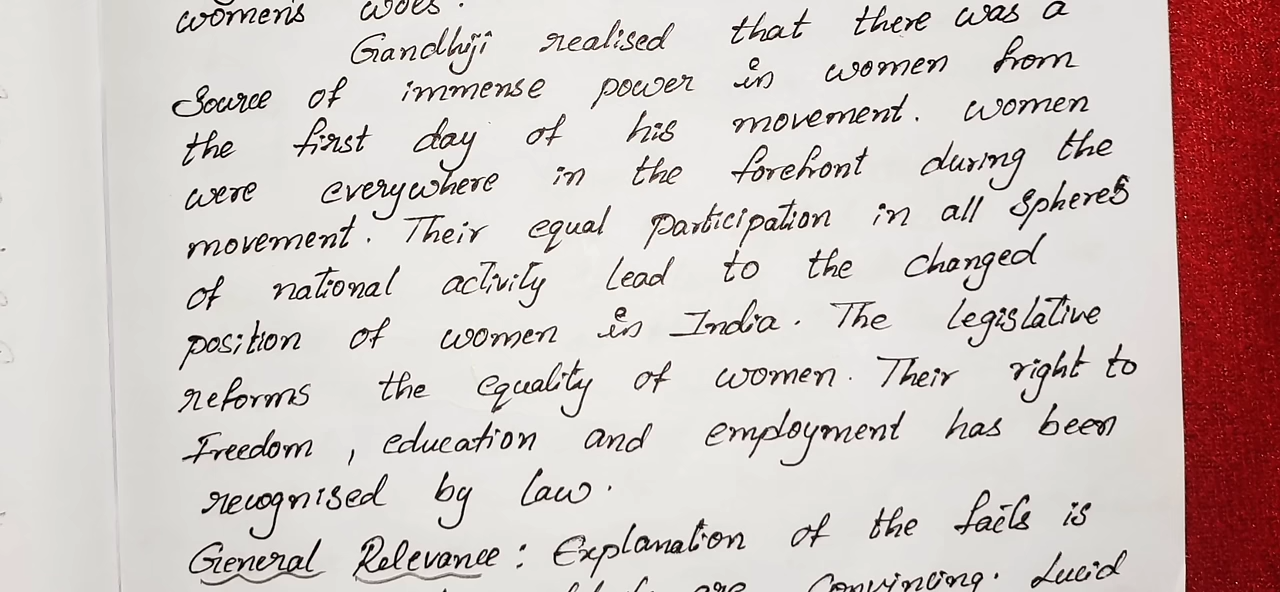 women's woes.
Gandhiji realised that there was a
Source of immense power in women from
the first day of his movement. women
were everywhere in the forefront during the
movement. Their equal participation in all spheres
of national activity lead to the changed
position of women in India. The legislative
reforms the equality of women. Their right to
Freedom, education and employment has been
recognised by law.
General Relevance: Explanation of the facts is
are convincing. Lucid